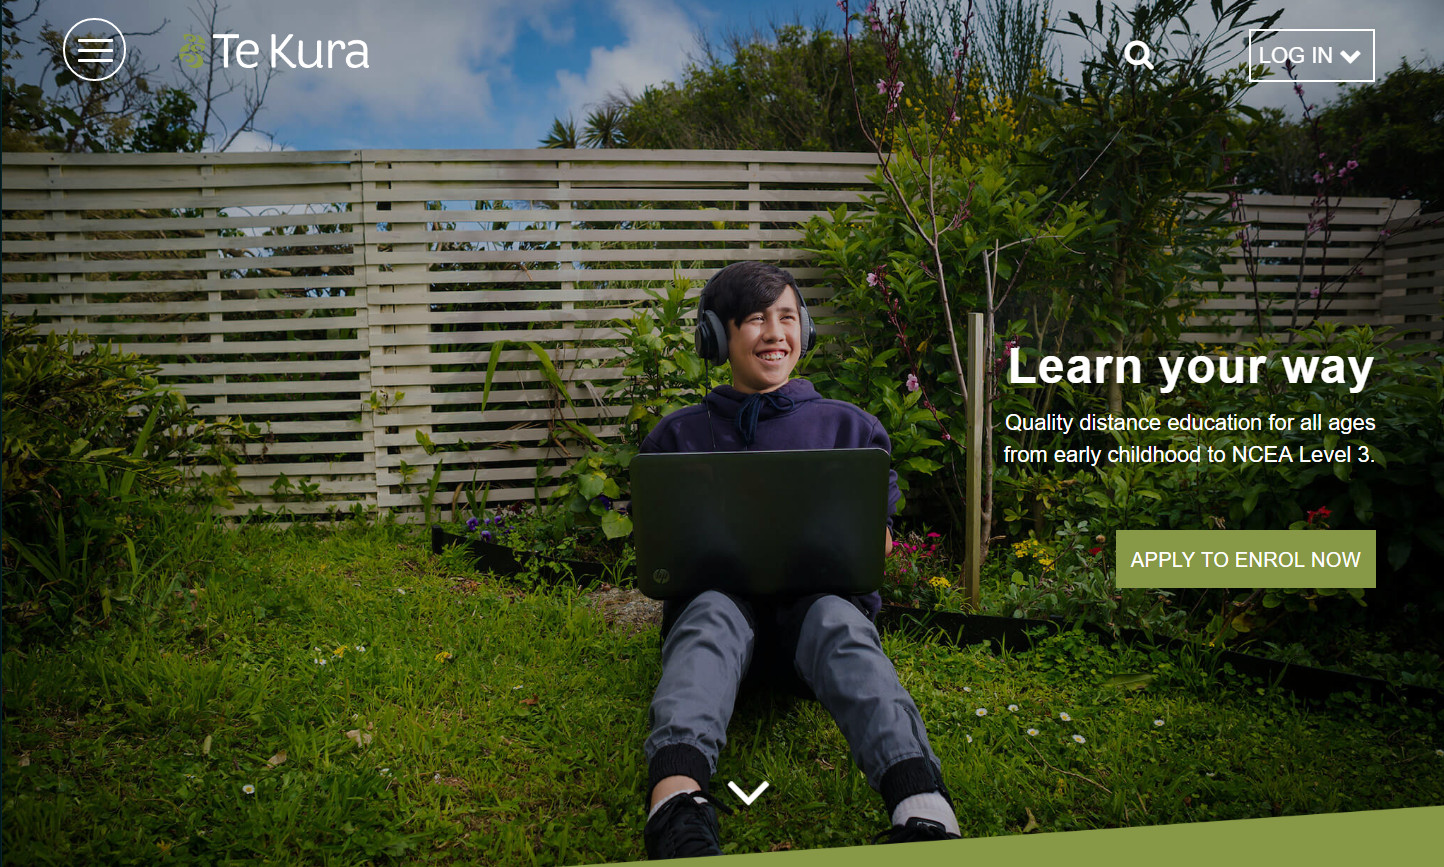 Te Kura
LOG IN
Learn your way
Quality distance education for all ages
from early childhood to NCEA Level 3.
APPLY TO ENROL NOW
hp